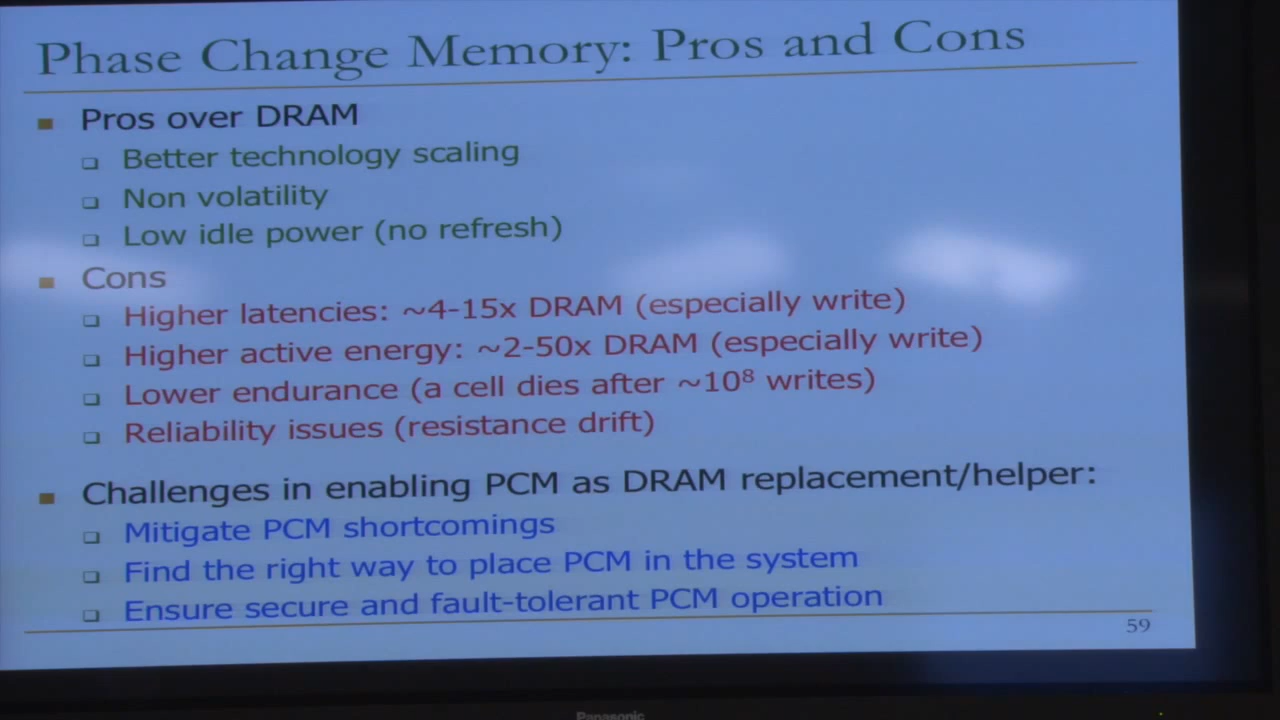 Phase Change Memory: Pros and Cons
Pros over DRAM
Better technology scaling
Non volatility
Low idle power (no refresh)
Cons
Higher latencies: ~4-15x DRAM (especially write)
Higher active energy: ~2-50x DRAM (especially write)
Lower endurance (a cell dies after ~10⁸ writes)
Reliability issues (resistance drift)
Challenges in enabling PCM as DRAM replacement/helper:
Mitigate PCM shortcomings
Find the right way to place PCM in the system
Ensure secure and fault-tolerant PCM operation
59
Panasonic